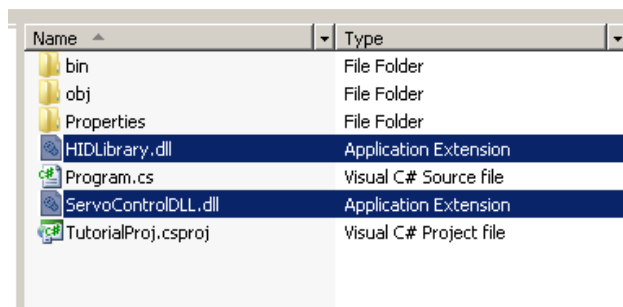 Name Type
bin File Folder
obj File Folder
Properties File Folder
HIDLibrary.dll Application Extension
Program.cs Visual C# Source file
ServoControlDLL.dll Application Extension
TutorialProj.csproj Visual C# Project file